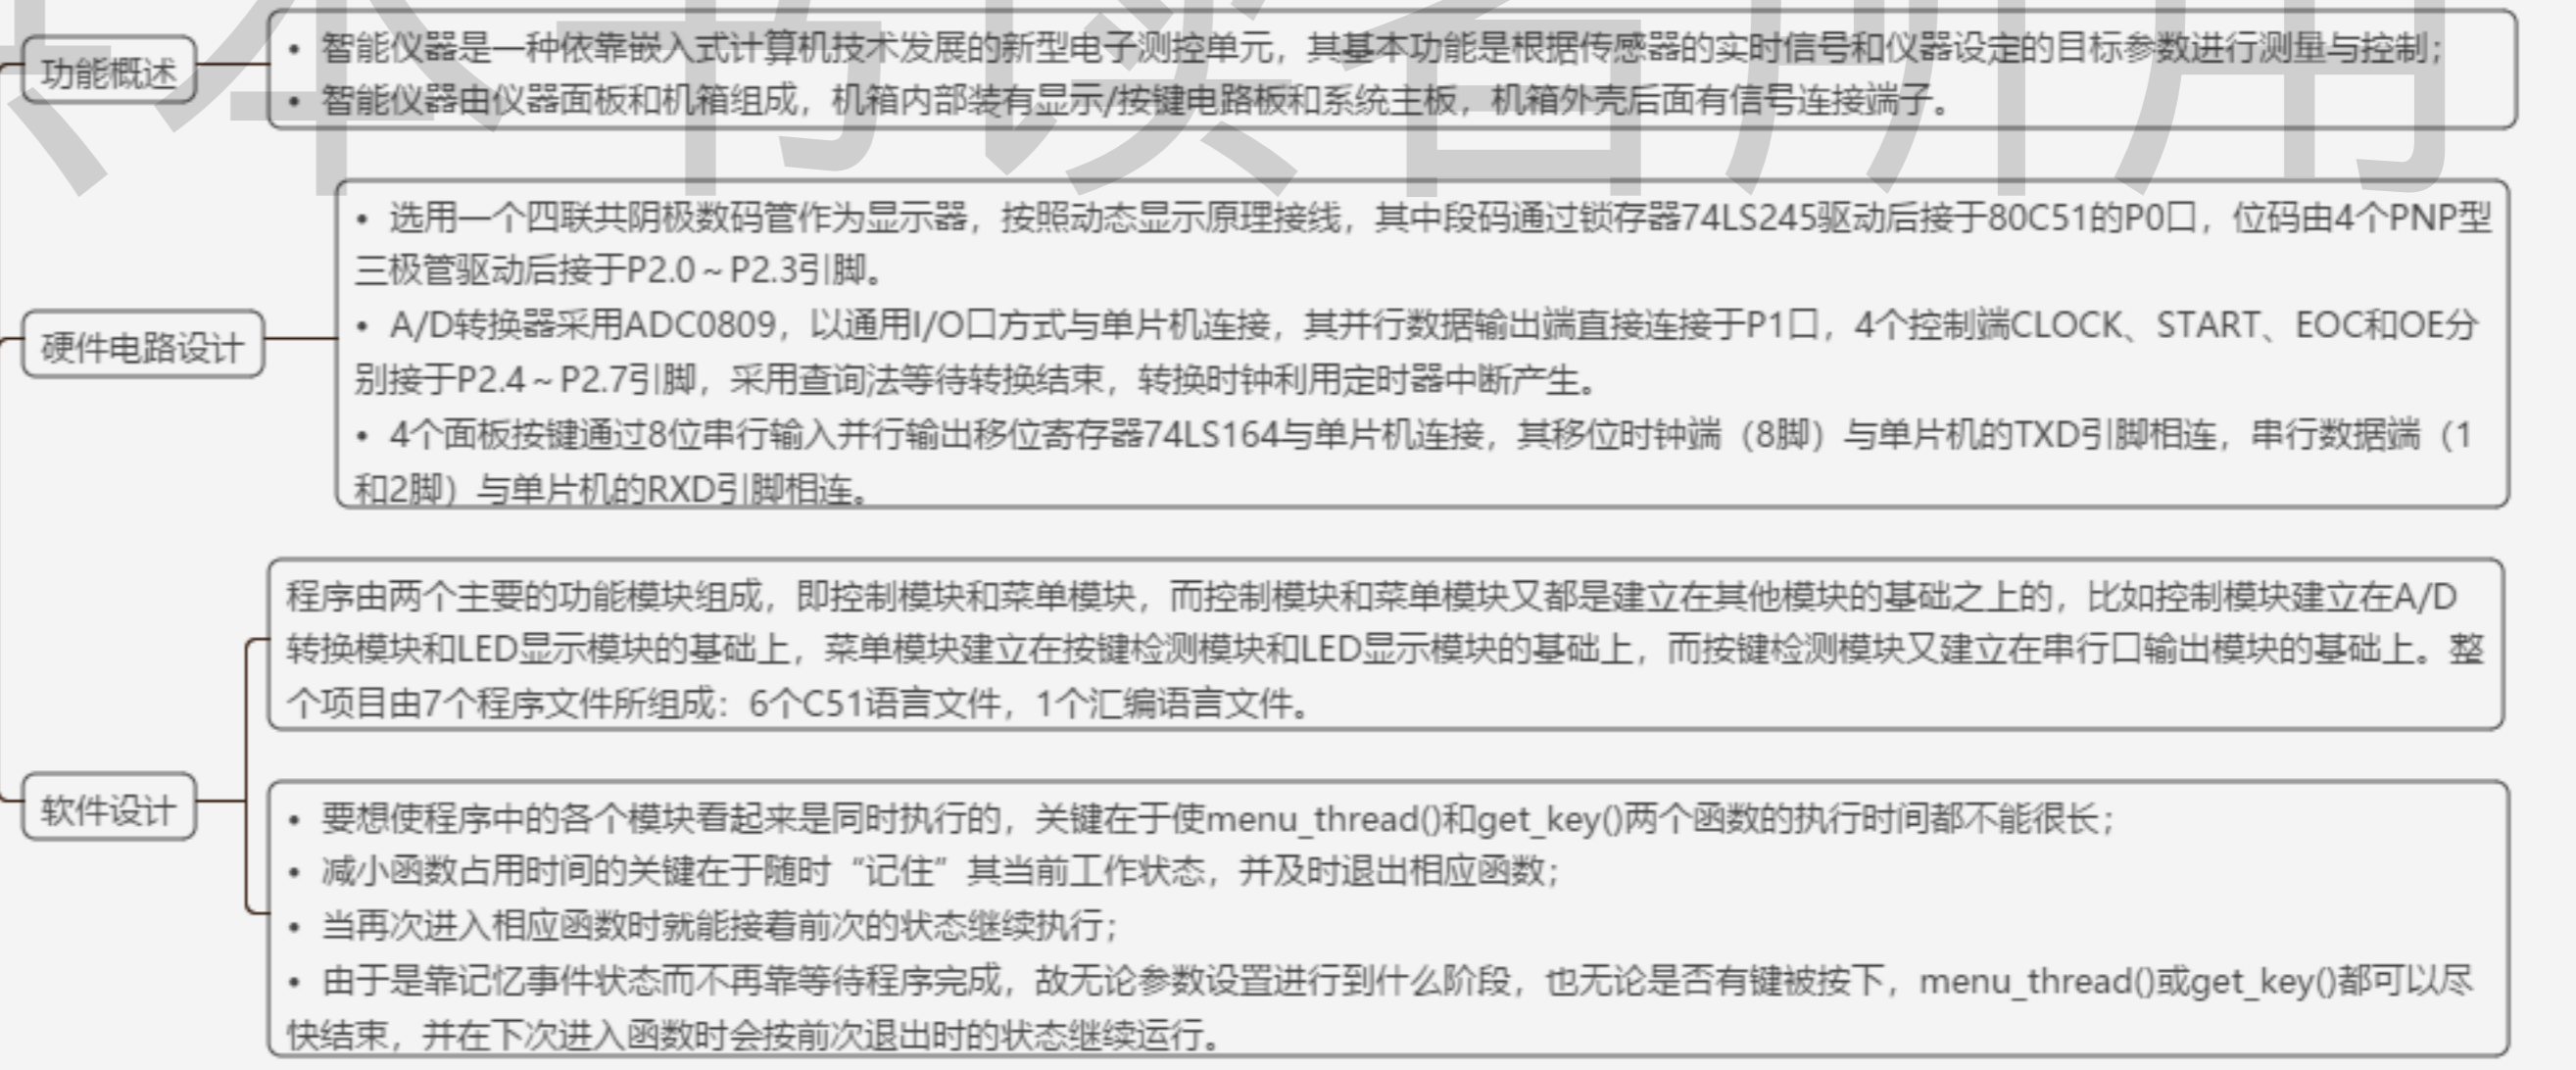 功能概述
• 智能仪器是一种依靠嵌入式计算机技术发展的新型电子测控单元，其基本功能是根据传感器的实时信号和仪器设定的目标参数进行测量与控制；
• 智能仪器由仪器面板和机箱组成，机箱内部装有显示/按键电路板和系统主板，机箱外壳后面有信号连接端子。
硬件电路设计
• 选用一个四联共阴极数码管作为显示器，按照动态显示原理接线，其中段码通过锁存器74LS245驱动后接于80C51的P0口，位码由4个PNP型
三极管驱动后接于P2.0～P2.3引脚。
• A/D转换器采用ADC0809，以通用I/O口方式与单片机连接，其并行数据输出端直接连接于P1口，4个控制端CLOCK、START、EOC和OE分
别接于P2.4～P2.7引脚，采用查询法等待转换结束，转换时钟利用定时器中断产生。
• 4个面板按键通过8位串行输入并行输出移位寄存器74LS164与单片机连接，其移位时钟端（8脚）与单片机的TXD引脚相连，串行数据端（1
和2脚）与单片机的RXD引脚相连。
软件设计
程序由两个主要的功能模块组成，即控制模块和菜单模块，而控制模块和菜单模块又都是建立在其他模块的基础之上的，比如控制模块建立在A/D
转换模块和LED显示模块的基础上，菜单模块建立在按键检测模块和LED显示模块的基础上，而按键检测模块又建立在串行口输出模块的基础上。整
个项目由7个程序文件所组成：6个C51语言文件，1个汇编语言文件。
• 要想使程序中的各个模块看起来是同时执行的，关键在于使menu_thread()和get_key()两个函数的执行时间都不能很长；
• 减小函数占用时间的关键在于随时“记住”其当前工作状态，并及时退出相应函数；
• 当再次进入相应函数时就能接着前次的状态继续执行；
• 由于是靠记忆事件状态而不再靠等待程序完成，故无论参数设置进行到什么阶段，也无论是否有键被按下，menu_thread()或get_key()都可以尽
快结束，并在下次进入函数时会按前次退出时的状态继续运行。